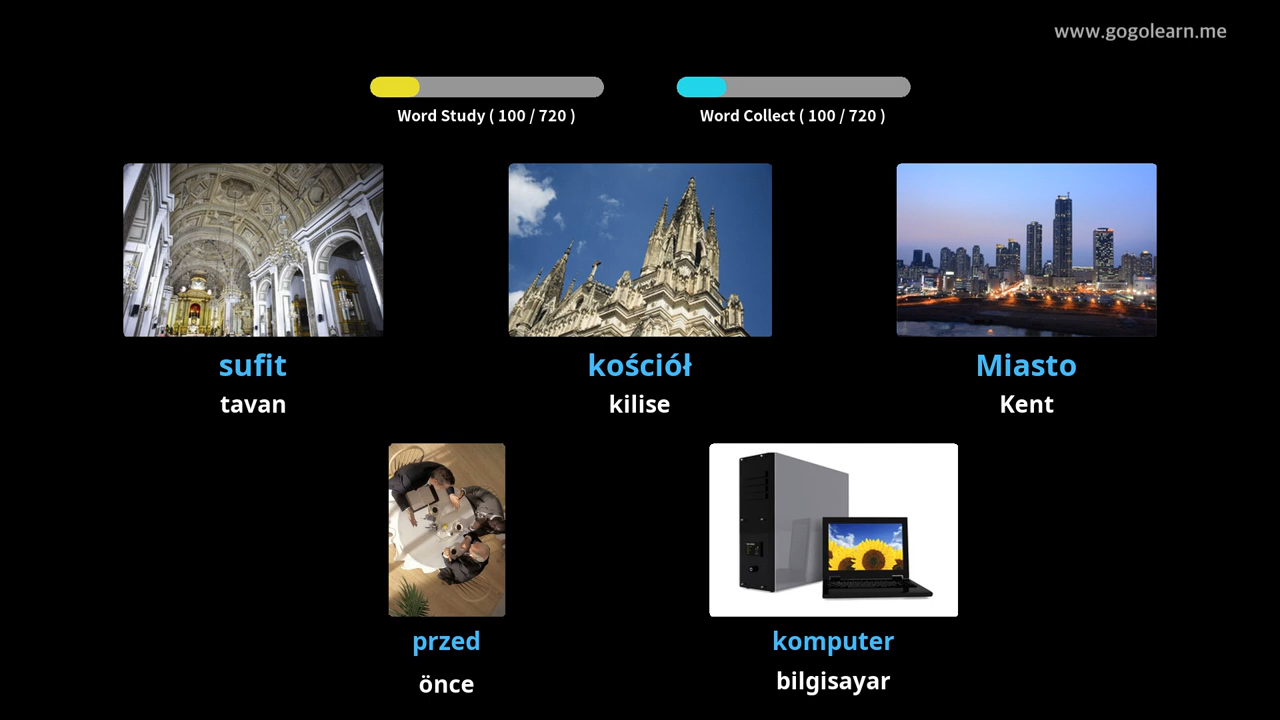 www.gogolearn.me
Word Study ( 100 / 720 )
Word Collect ( 100 / 720 )
sufit
tavan
kościół
kilise
Miasto
Kent
przed
önce
komputer
bilgisayar